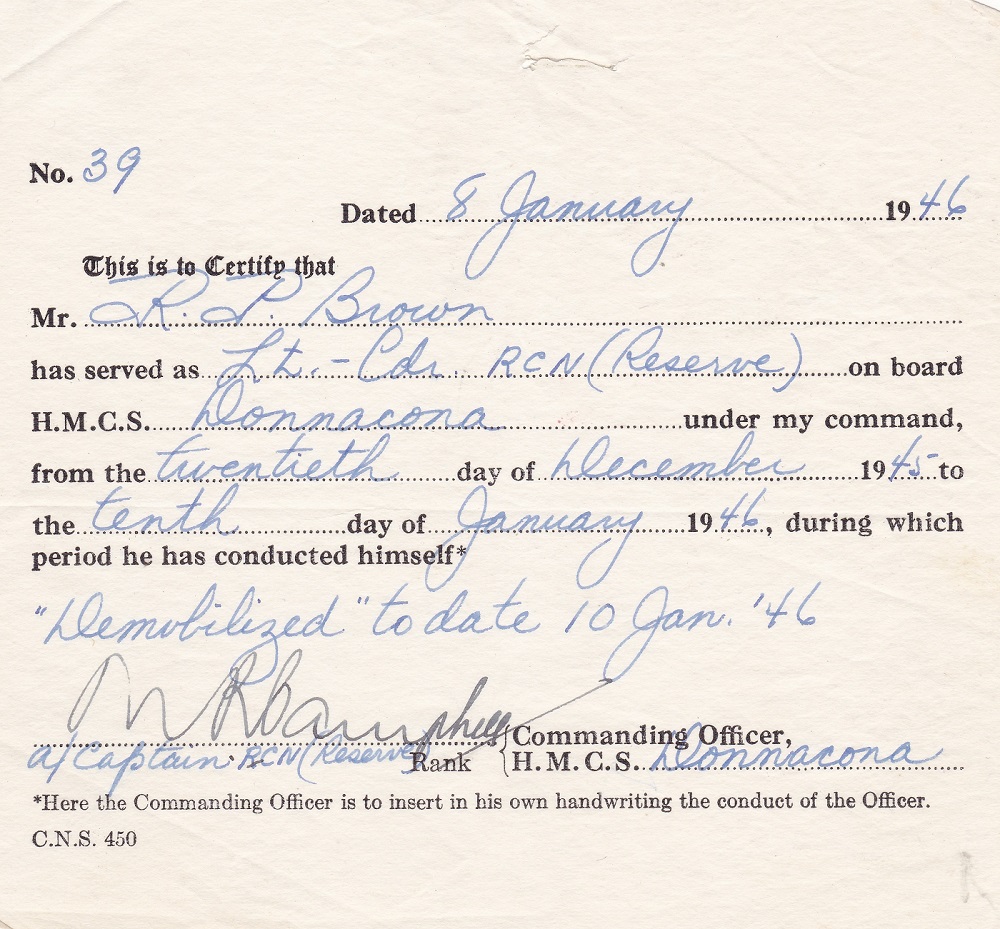 No. 39
Dated 8 January 1946
This is to Certify that
Mr. R. P. Brown
has served as Lt.-Cdr. RCN (Reserve) on board
H.M.C.S. Donnacona under my command,
from the twentieth day of December 1945 to
the tenth day of January 1946, during which
period he has conducted himself*
"Demobilized" to date 10 Jan. '46
Commanding Officer,
a/Captain RCN (Reserve) Rank H.M.C.S. Donnacona
*Here the Commanding Officer is to insert in his own handwriting the conduct of the Officer.
C.N.S. 450